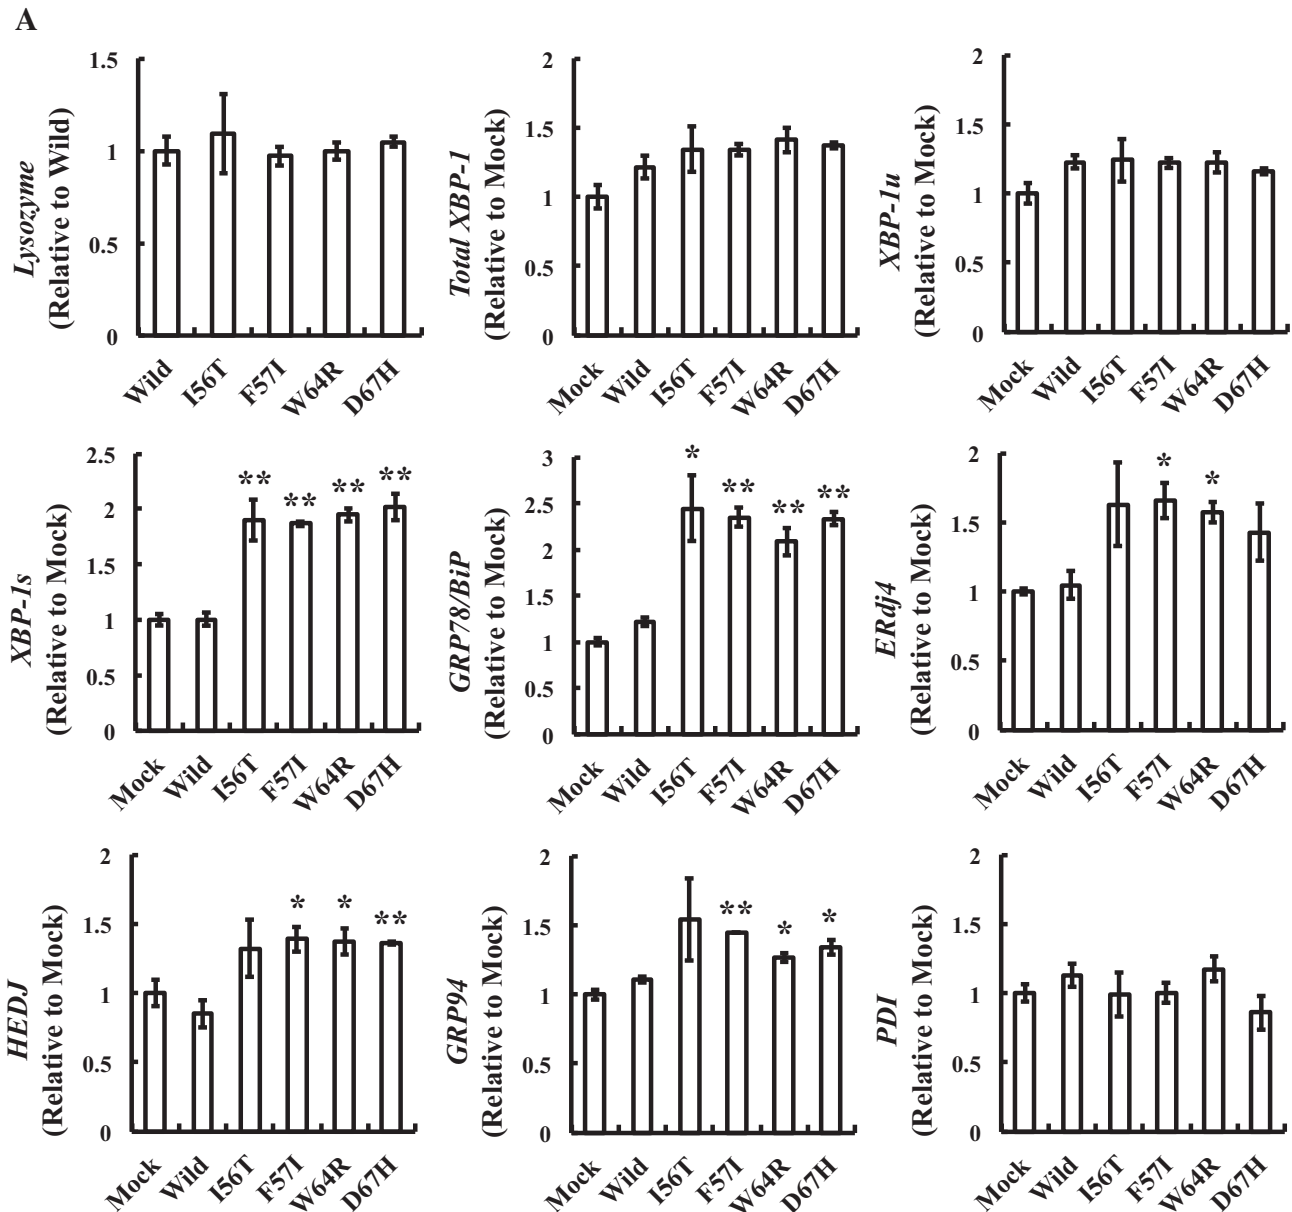 A
Lysozyme
(Relative to Wild)
1.5
1
0.5
0
Wild
I56T
F57I
W64R
D67H
Total XBP-1
(Relative to Mock)
2
1.5
1
0.5
0
Mock
Wild
I56T
F57I
W64R
D67H
XBP-1u
(Relative to Mock)
2
1.5
1
0.5
0
Mock
Wild
I56T
F57I
W64R
D67H
XBP-1s
(Relative to Mock)
2.5
2
1.5
1
0.5
0
** ** ** **
Mock
Wild
I56T
F57I
W64R
D67H
GRP78/BiP
(Relative to Mock)
3
2.5
2
1.5
1
0.5
0
* ** ** **
Mock
Wild
I56T
F57I
W64R
D67H
ERdj4
(Relative to Mock)
2
1.5
1
0.5
0
* *
Mock
Wild
I56T
F57I
W64R
D67H
HEDJ
(Relative to Mock)
2
1.5
1
0.5
0
* * **
Mock
Wild
I56T
F57I
W64R
D67H
GRP94
(Relative to Mock)
2
1.5
1
0.5
0
** * *
Mock
Wild
I56T
F57I
W64R
D67H
PDI
(Relative to Mock)
2
1.5
1
0.5
0
Mock
Wild
I56T
F57I
W64R
D67H